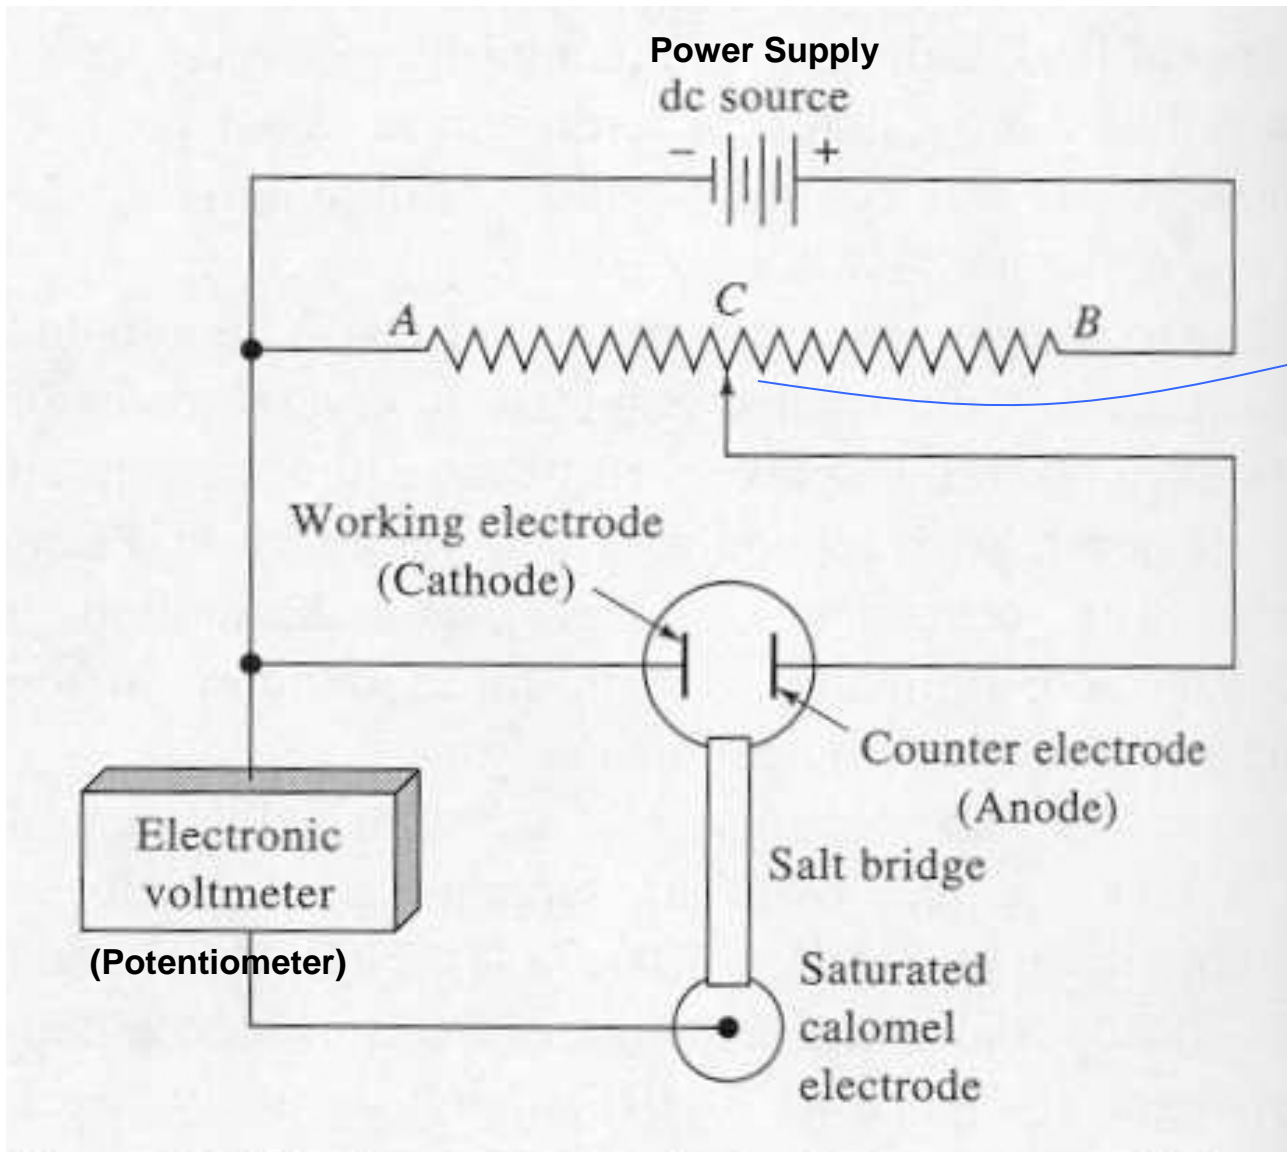 Power Supply
dc source
− +
A C B
Working electrode
(Cathode)
Counter electrode
(Anode)
Electronic
voltmeter
(Potentiometer)
Salt bridge
Saturated
calomel
electrode